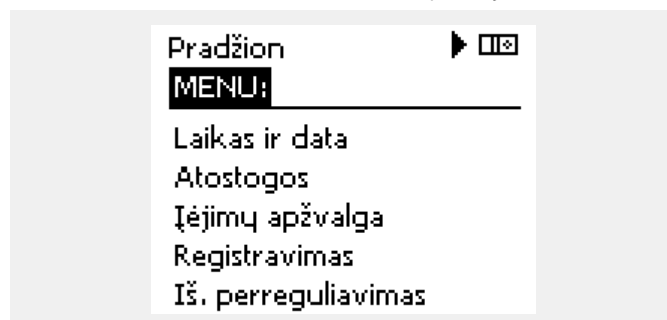 Pradžion
MENU:
Laikas ir data
Atostogos
Įėjimų apžvalga
Registravimas
Iš. perreguliavimas